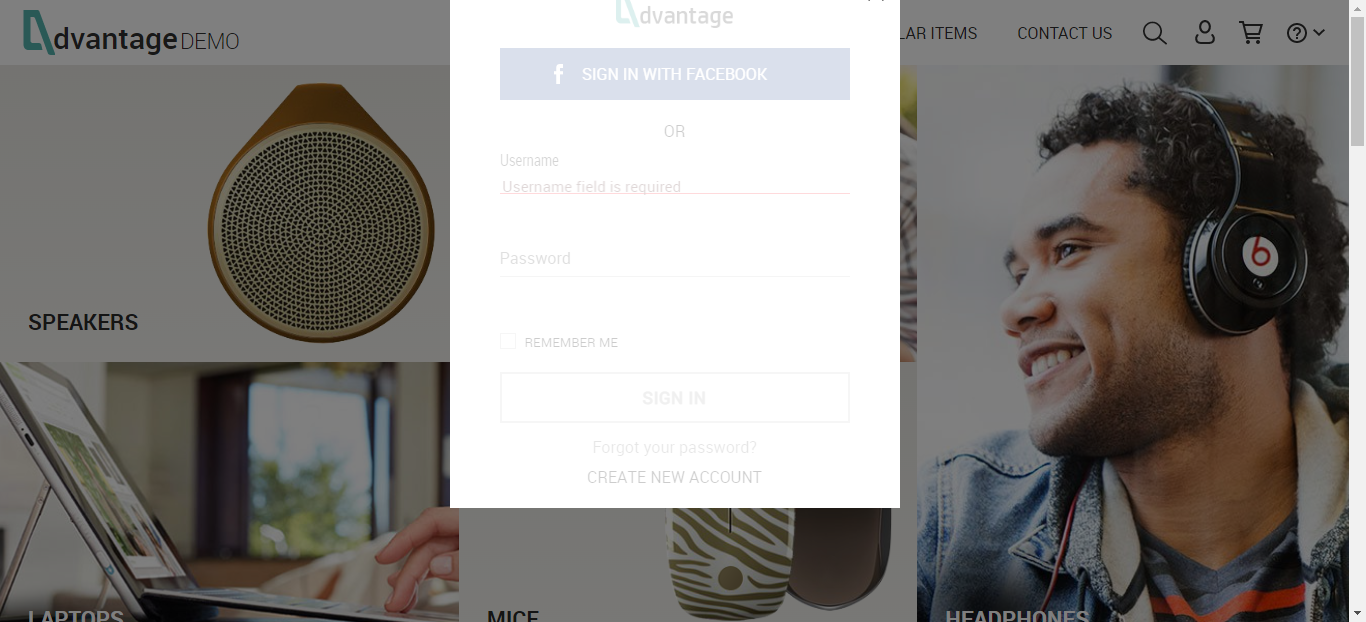 dvantage DEMO
dvantage
LAR ITEMS
CONTACT US
SIGN IN WITH FACEBOOK
OR
Username
Username field is required
Password
REMEMBER ME
SIGN IN
Forgot your password?
CREATE NEW ACCOUNT
SPEAKERS
LAPTOPS
MICE
HEADPHONES